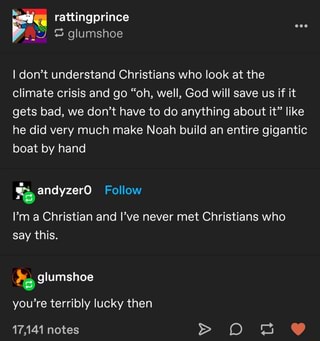 rattingprince
glumshoe
I don't understand Christians who look at the
climate crisis and go "oh, well, God will save us if it
gets bad, we don't have to do anything about it" like
he did very much make Noah build an entire gigantic
boat by hand
andyzer0 Follow
I'm a Christian and I've never met Christians who
say this.
glumshoe
you're terribly lucky then
17,141 notes